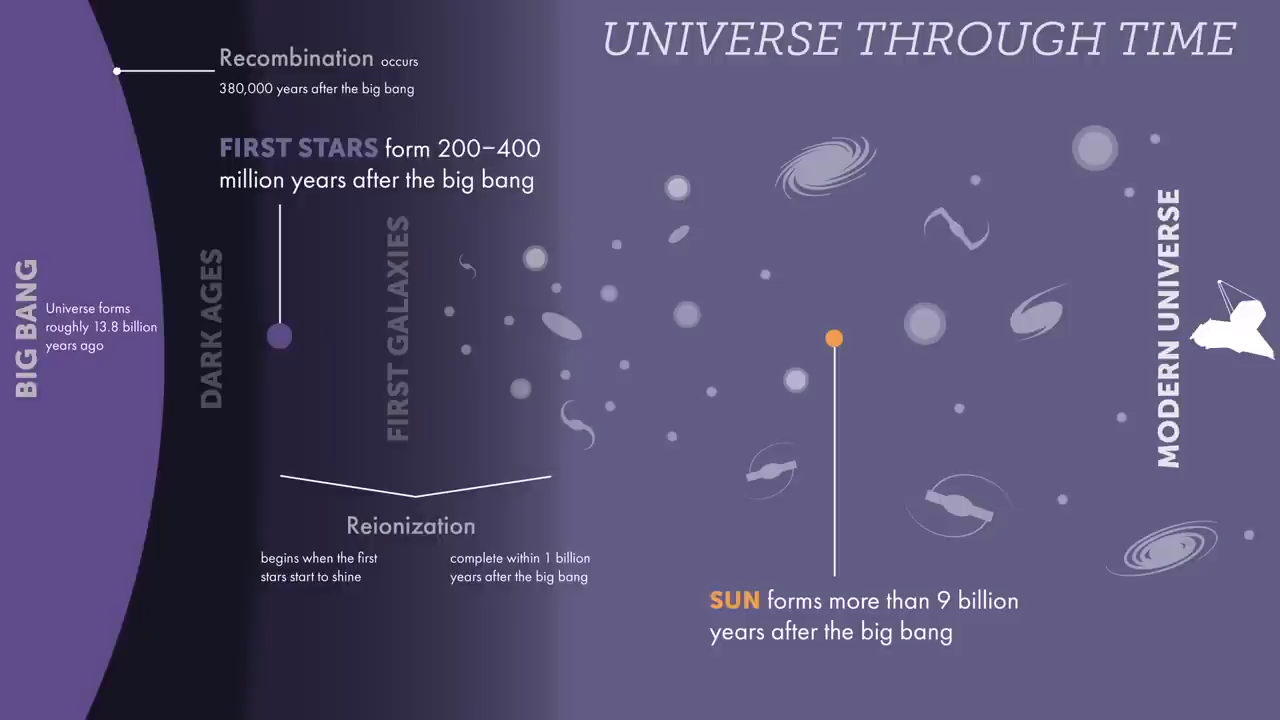 UNIVERSE THROUGH TIME
Recombination occurs
380,000 years after the big bang
FIRST STARS form 200–400
million years after the big bang
BIG BANG
Universe forms
roughly 13.8 billion
years ago
DARK AGES
FIRST GALAXIES
MODERN UNIVERSE
Reionization
begins when the first
stars start to shine
complete within 1 billion
years after the big bang
SUN forms more than 9 billion
years after the big bang